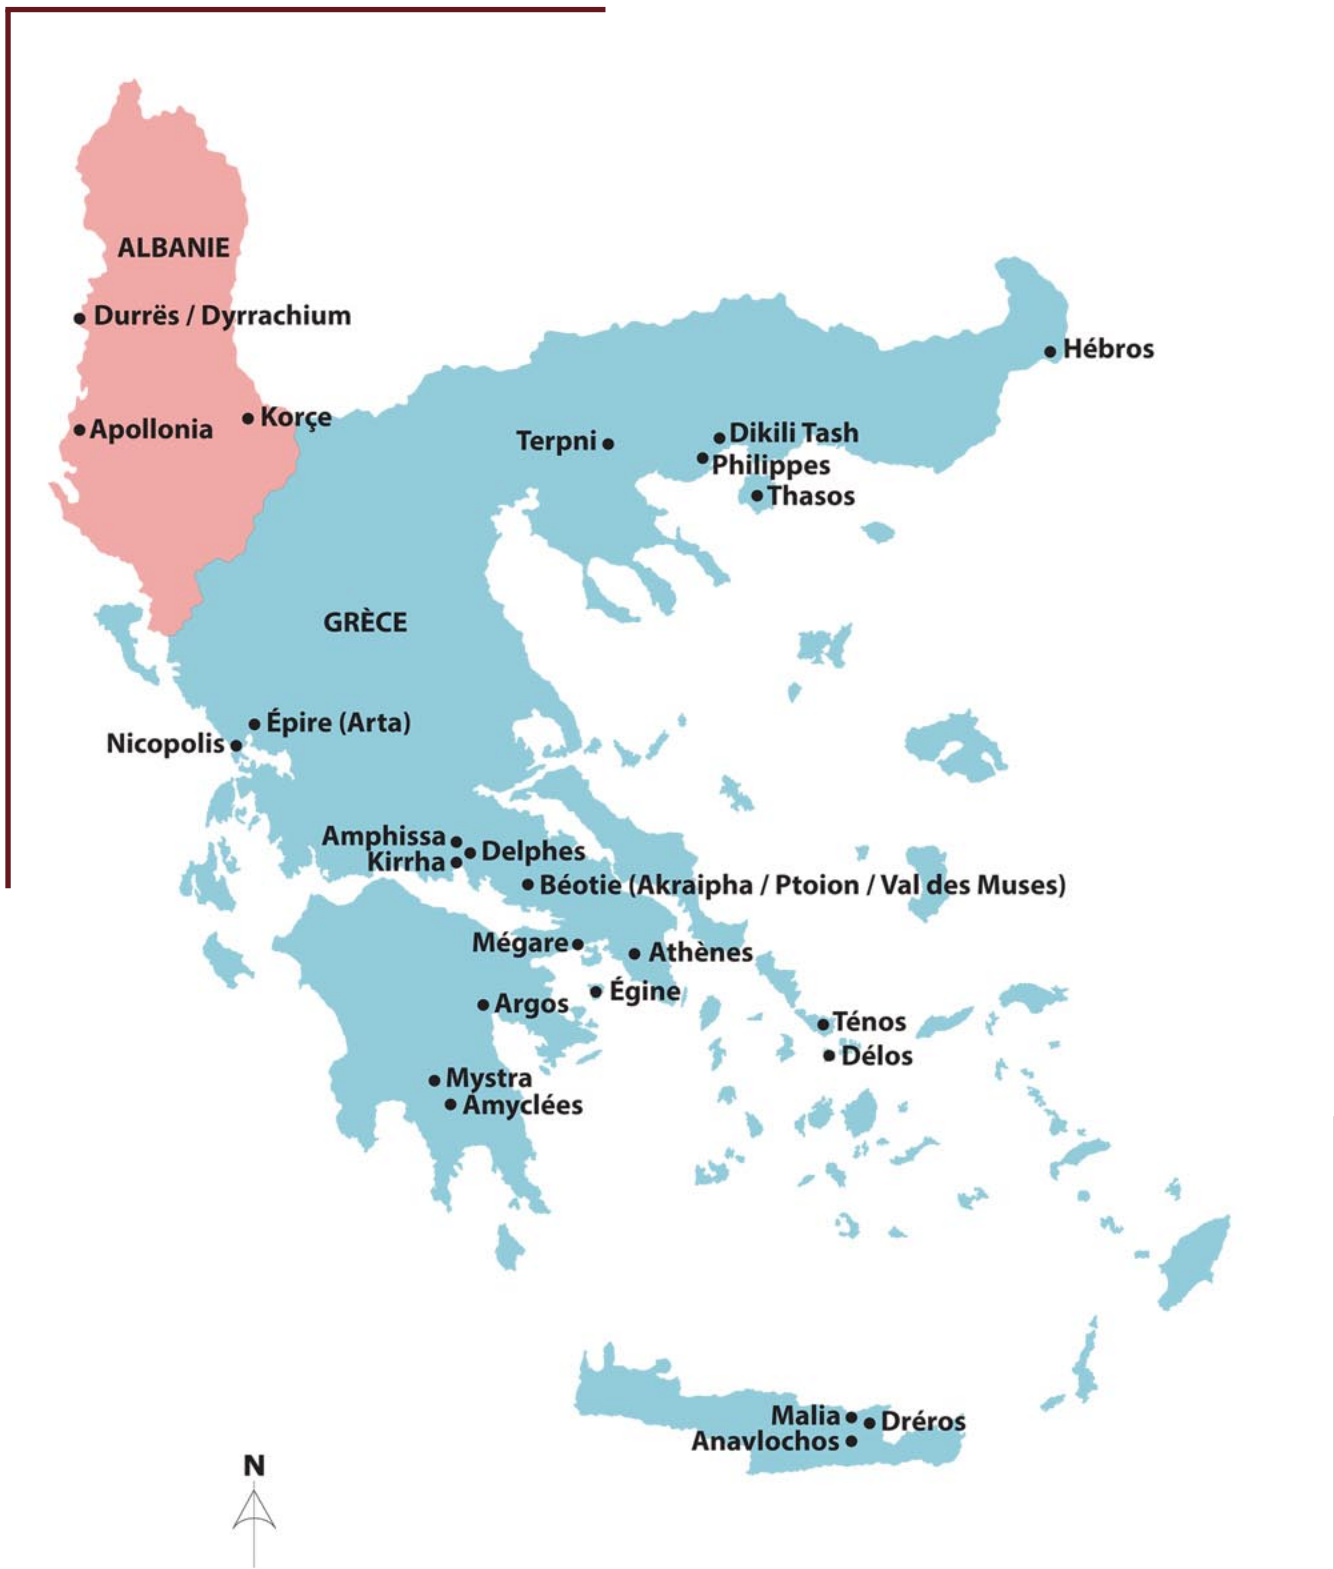 ALBANIE
Durrës / Dyrrachium
Hébros
Korçe
Apollonia
Terpni
Dikili Tash
Philippes
Thasos
GRÈCE
Épire (Arta)
Nicopolis
Amphissa
Delphes
Kirrha
Béotie (Akraipha / Ptoion / Val des Muses)
Mégare
Athènes
Égine
Argos
Ténos
Délos
Mystra
Amyclées
Malia
Dréros
Anavlochos
N